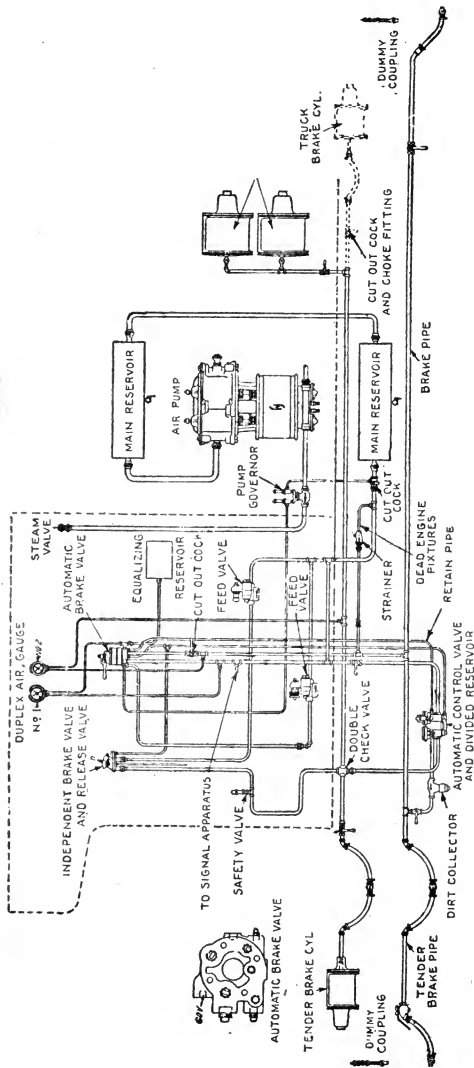 DUPLEX AIR, GAUGE
Nº 1
NO.2
INDEPENDENT BRAKE VALVE
AND RELEASE VALVE
AUTOMATIC
BRAKE VALVE
STEAM
VALVE
EQUALIZING
RESERVOIR
CUT OUT COCK
FEED VALVE
PUMP
GOVERNOR
AIR PUMP
MAIN RESERVOIR
MAIN RESERVOIR
TRUCK
BRAKE CYL.
CUT OUT COCK
AND CHOKE FITTING
DUMMY
COUPLING
BRAKE PIPE
CUT OUT
COCK
DEAD ENGINE
FIXTURES
STRAINER
RETAIN PIPE
FEED
VALVE
TO SIGNAL APPARATUS
SAFETY VALVE
DOUBLE
CHECK VALVE
AUTOMATIC CONTROL VALVE
AND DIVIDED RESERVOIR
DIRT COLLECTOR
GOV
AUTOMATIC BRAKE VALVE
TENDER BRAKE CYL
DUMMY
COUPLING
TENDER
BRAKE PIPE